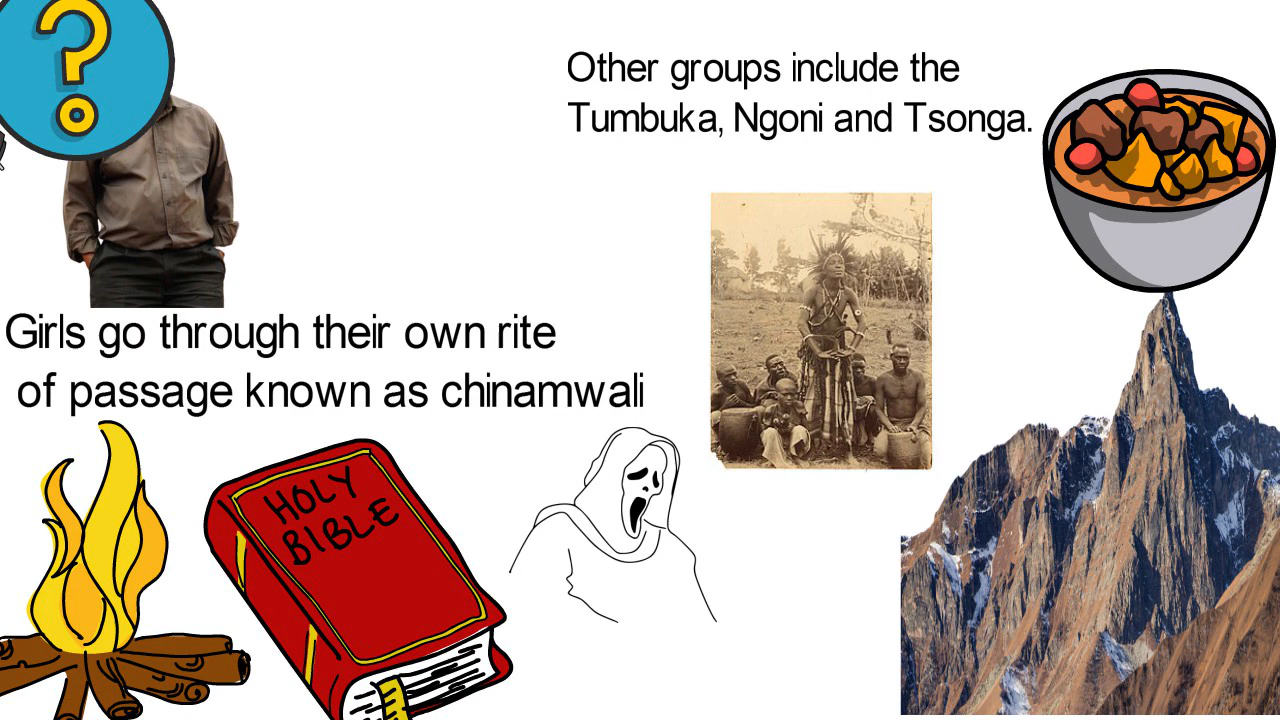 Other groups include the
Tumbuka, Ngoni and Tsonga.
Girls go through their own rite
of passage known as chinamwali
HOLY
BIBLE